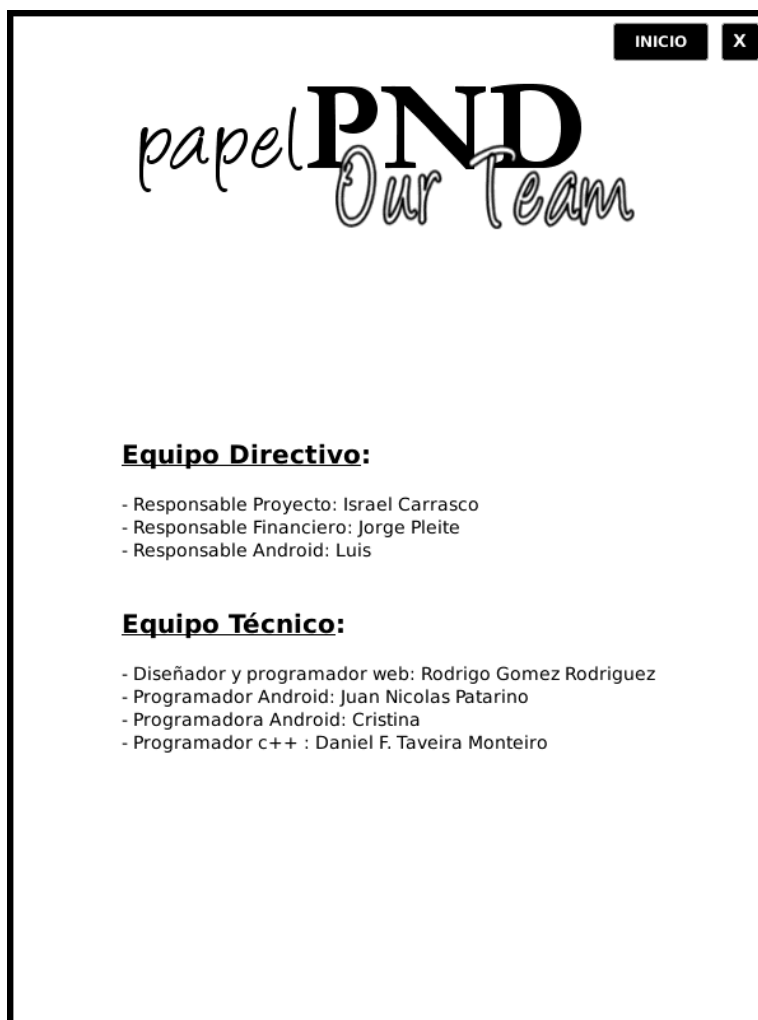 INICIO X
papelPND
Our Team
Equipo Directivo:
- Responsable Proyecto: Israel Carrasco
- Responsable Financiero: Jorge Pleite
- Responsable Android: Luis
Equipo Técnico:
- Diseñador y programador web: Rodrigo Gomez Rodriguez
- Programador Android: Juan Nicolas Patarino
- Programadora Android: Cristina
- Programador c++ : Daniel F. Taveira Monteiro